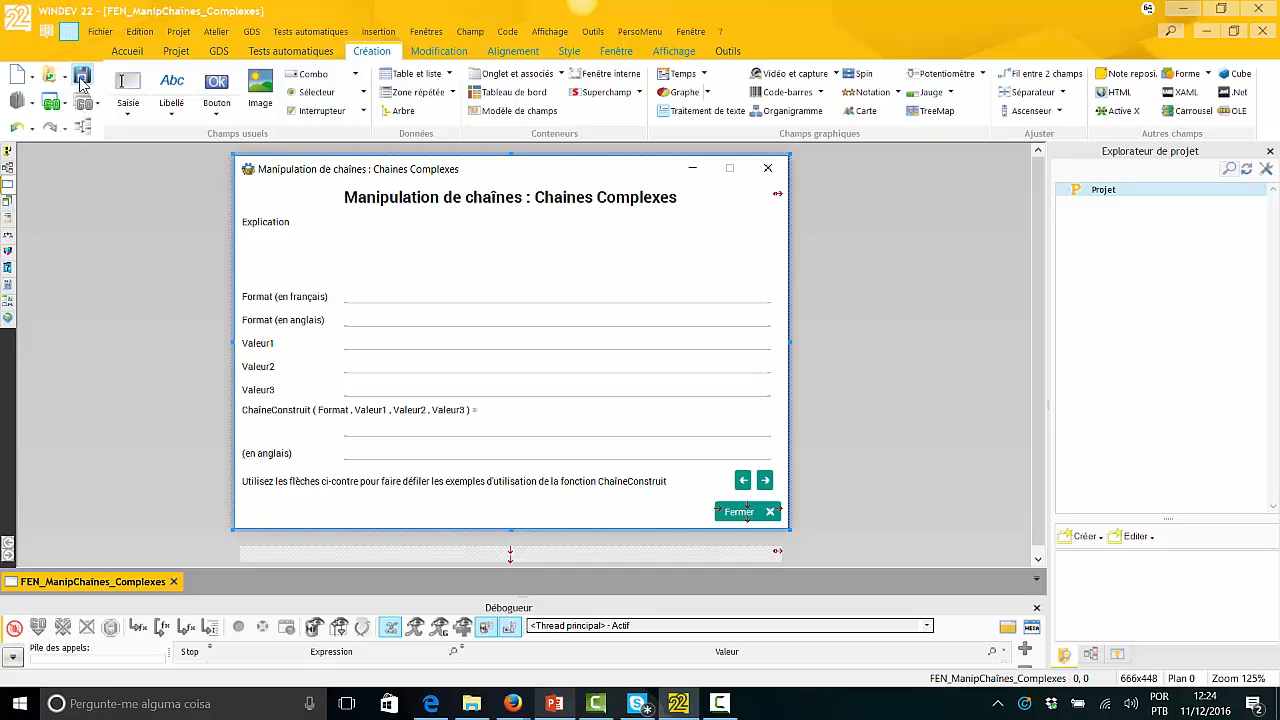 22 WINDEV 22 - [FEN_ManipChaînes_Complexes] 64
Fichier Edition Projet Atelier GDS Tests automatiques Insertion Fenêtres Champ Code Affichage Outils PersoMenu Fenêtre ?
Accueil Projet GDS Tests automatiques Création Modification Alignement Style Fenêtre Affichage Outils
Combo Table et liste Onglet et associés Fenêtre interne Temps Vidéo et capture Spin Potentiomètre Fil entre 2 champs Note reposi. Forme Cube
Abc Ok
Saisie Libellé Bouton Image Sélecteur Zone répétée Tableau de bord Superchamp Graphe Code-barres Notation Jauge Séparateur HTML XAML .Net
Interrupteur Arbre Modèle de champs Traitement de texte Organigramme Carte TreeMap Ascenseur Active X Carrousel OLE
Champs usuels Données Conteneurs Champs graphiques Ajuster Autres champs
Explorateur de projet
P Projet
Manipulation de chaînes : Chaines Complexes
Manipulation de chaînes : Chaines Complexes
Explication
Format (en français)
Format (en anglais)
Valeur1
Valeur2
Valeur3
ChaîneConstruit ( Format , Valeur1 , Valeur2 , Valeur3 ) =
(en anglais)
Utilisez les flèches ci-contre pour faire défiler les exemples d'utilisation de la fonction ChaîneConstruit
Fermer
Créer Editer
FEN_ManipChaînes_Complexes
Débogueur
<Thread principal> - Actif
META
Pile des appels: Stop Expression Valeur
FEN_ManipChaînes_Complexes 0, 0 666x448 Plan 0 Zoom 125%
Pergunte-me alguma coisa
22
POR
PTB
12:24
11/12/2016
2